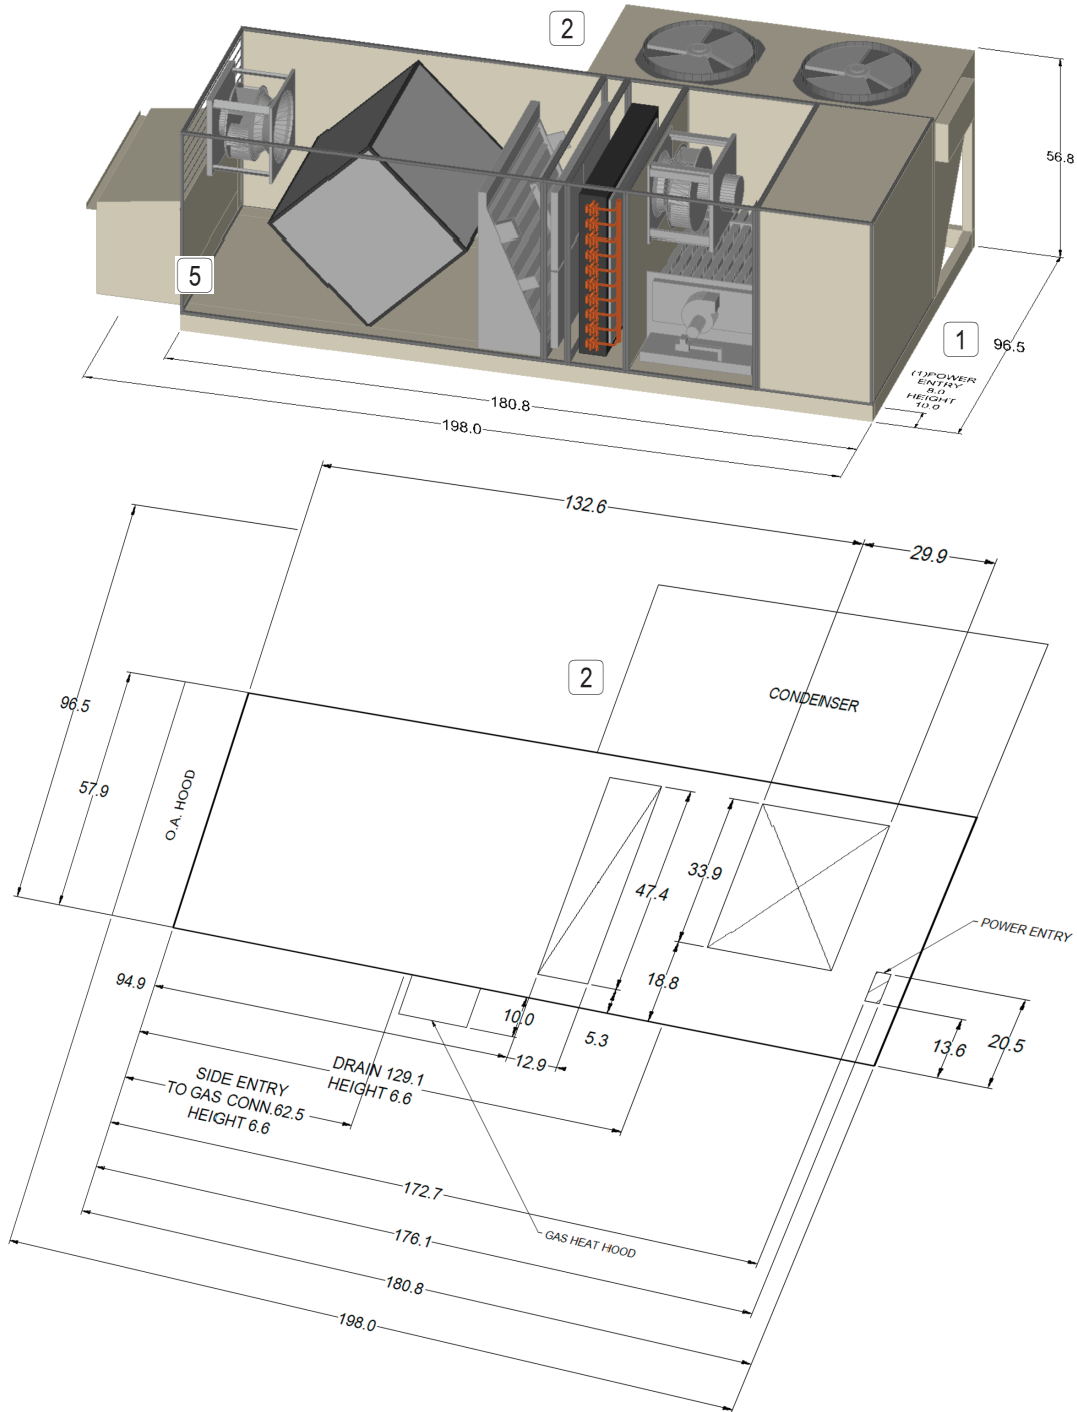 2
56.8
5
1
96.5
(1)POWER
ENTRY
8.0
HEIGHT
10.0
180.8
198.0
132.6
29.9
2
CONDENSER
96.5
57.9
O.A. HOOD
33.9
47.4
POWER ENTRY
94.9
18.8
10.0
5.3
13.6
20.5
12.9
DRAIN 129.1
HEIGHT 6.6
SIDE ENTRY
TO GAS CONN.62.5
HEIGHT 6.6
172.7
176.1
GAS HEAT HOOD
180.8
198.0